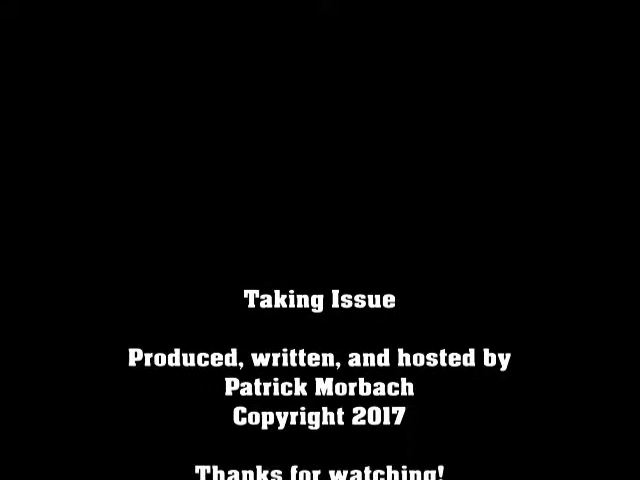 Taking Issue
Produced, written, and hosted by
Patrick Morbach
Copyright 2017
Thanks for watching!